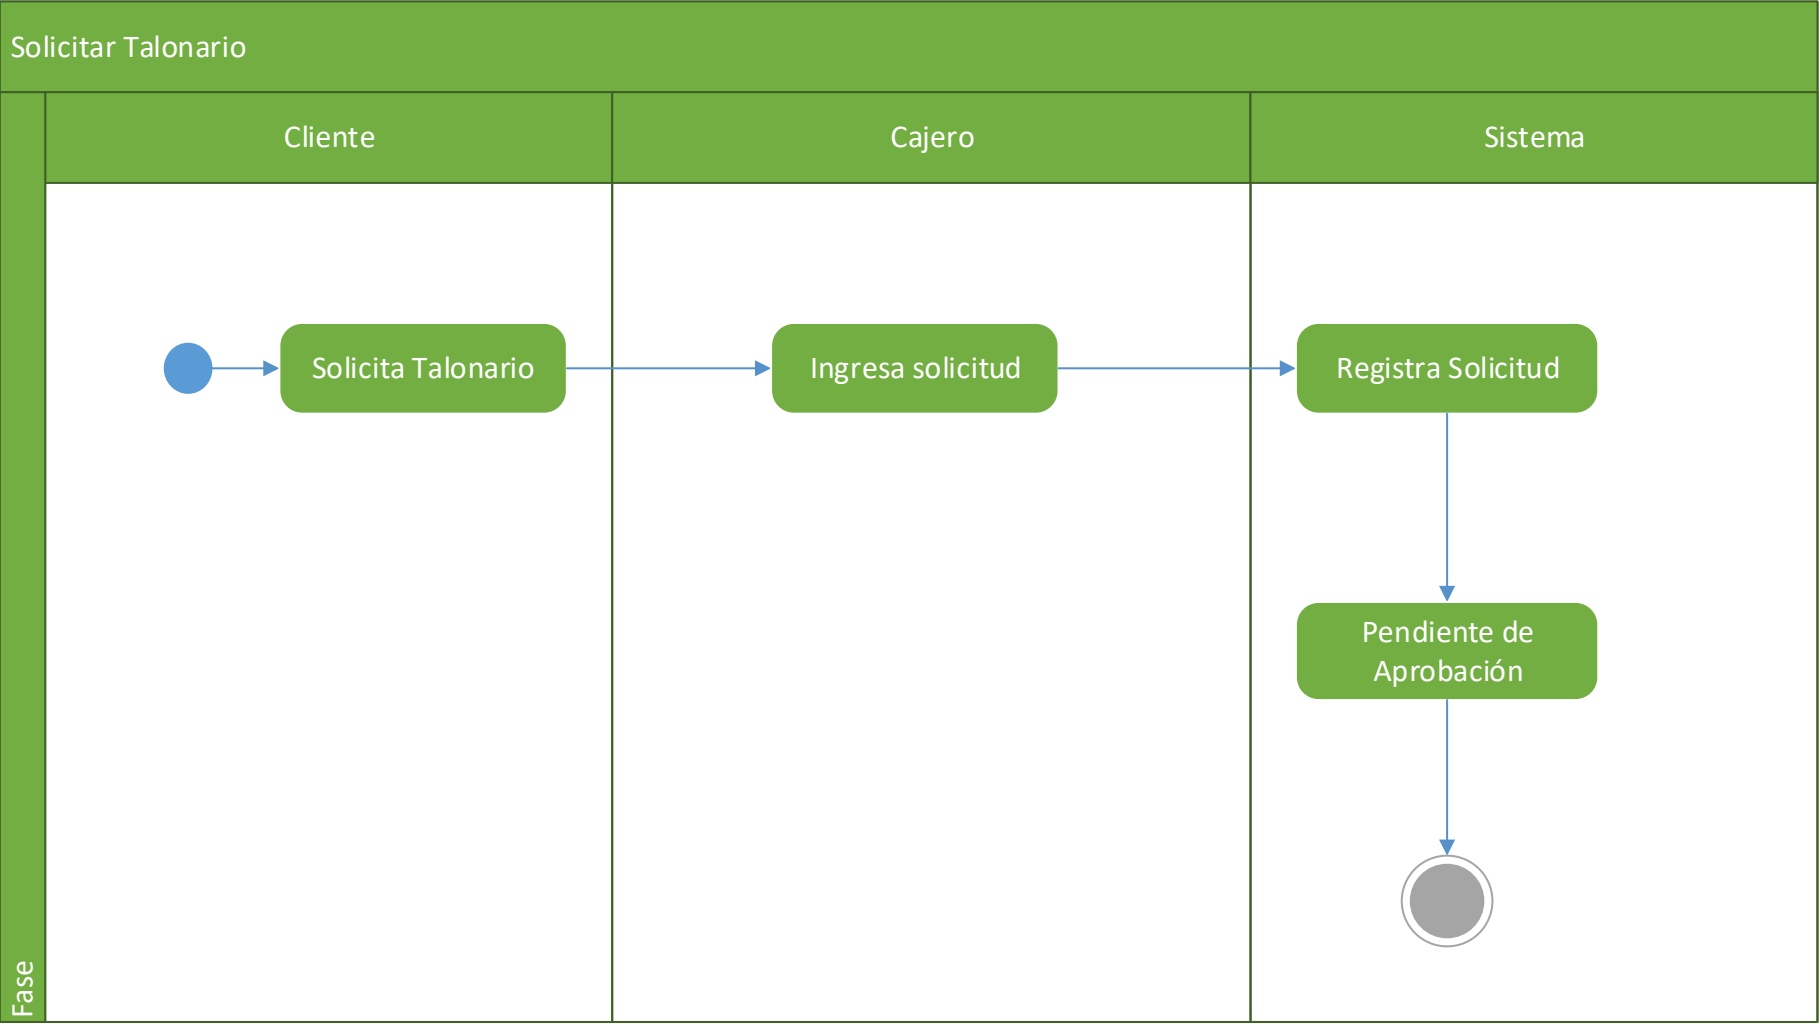 Solicitar Talonario
Cliente
Cajero
Sistema
Solicita Talonario
Ingresa solicitud
Registra Solicitud
Pendiente de
Aprobación
Fase